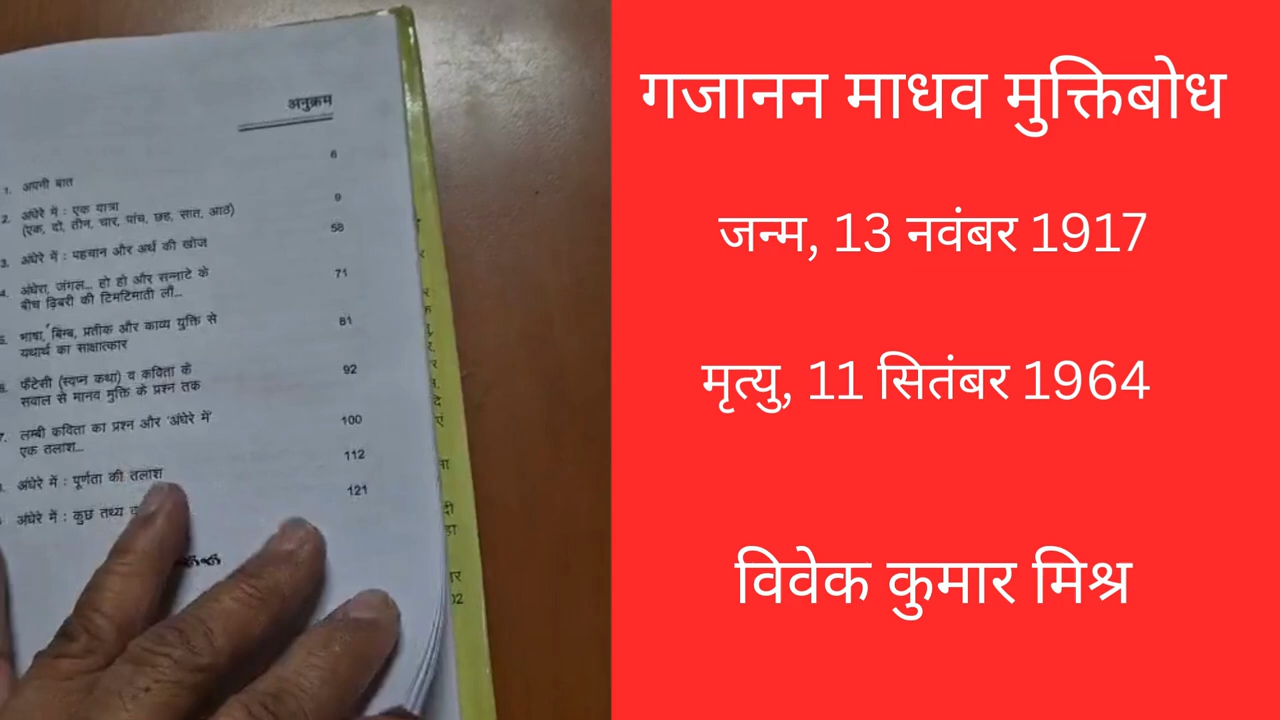 अनुक्रम
6
1. अपनी बात
9
2. अंधेरे में : एक यात्रा
(एक, दो, तीन, चार, पांच, छह, सात, आठ)
58
3. अंधेरे में : पहचान और अर्थ की खोज
71
4. अंधेरा, जंगल... हो हो और सन्नाटे के
बीच ढ़िबरी की टिमटिमाती लौ...
81
5. भाषा, बिम्ब, प्रतीक और काव्य युक्ति से
यथार्थ का साक्षात्कार
92
6. फैंटेसी (स्वप्न कथा) व कविता के
सवाल से मानव मुक्ति के प्रश्न तक
100
7. लम्बी कविता का प्रश्न और 'अंधेरे में'
एक तलाश...
112
अंधेरे में : पूर्णता की तलाश
121
अंधेरे में : कुछ तथ्य
गजानन माधव मुक्तिबोध
जन्म, 13 नवंबर 1917
मृत्यु, 11 सितंबर 1964
विवेक कुमार मिश्र